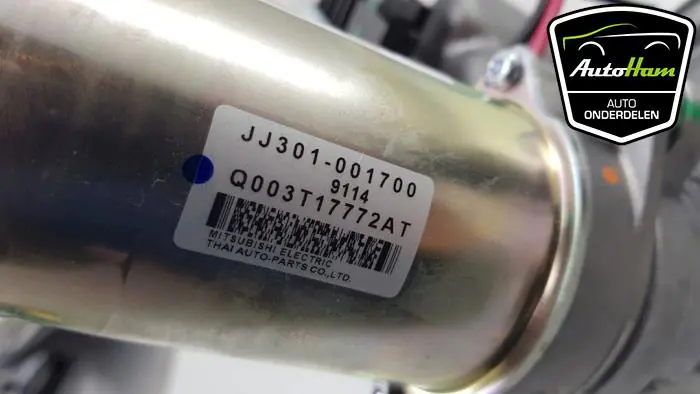 JJ301-001700
9114
Q003T17772AT
MITSUBISHI ELECTRIC
THAI AUTO-PARTS CO.,LTD.
AutoHam
AUTO
ONDERDELEN